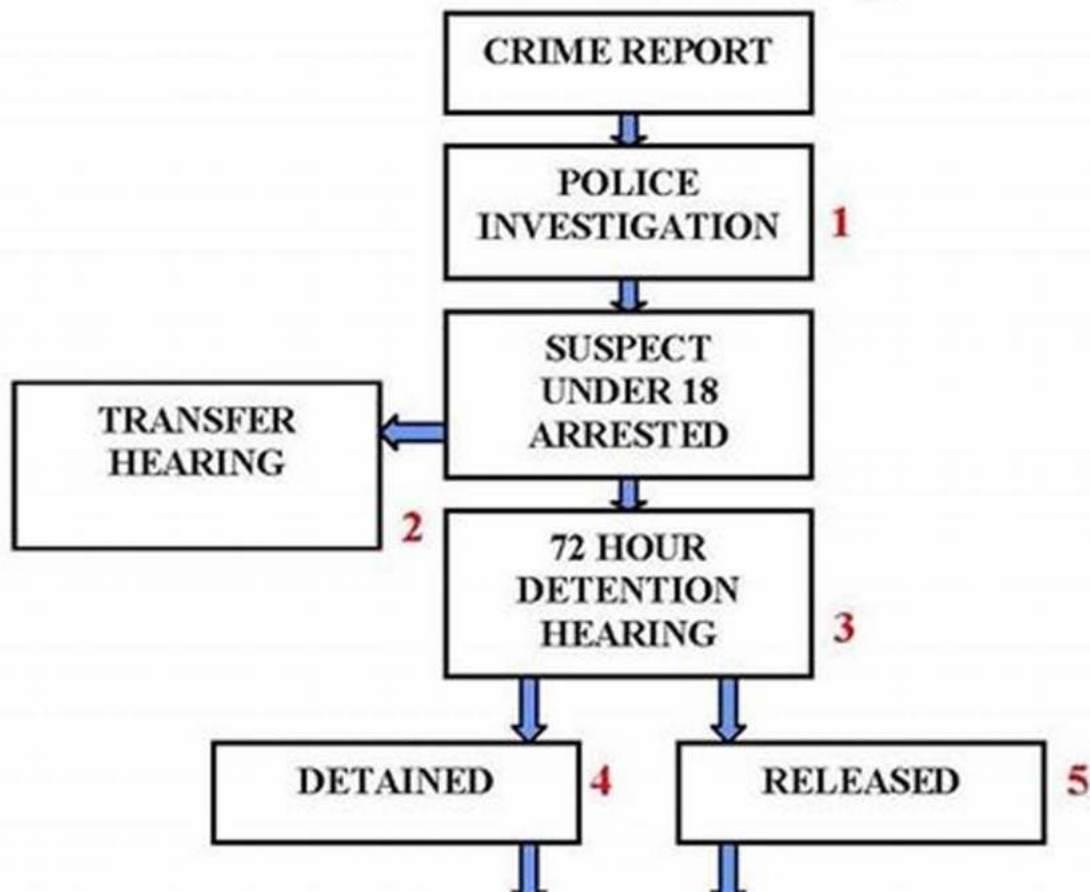 CRIME REPORT
POLICE
INVESTIGATION
1
SUSPECT
UNDER 18
ARRESTED
TRANSFER
HEARING
2
72 HOUR
DETENTION
HEARING
3
DETAINED
4
RELEASED
5